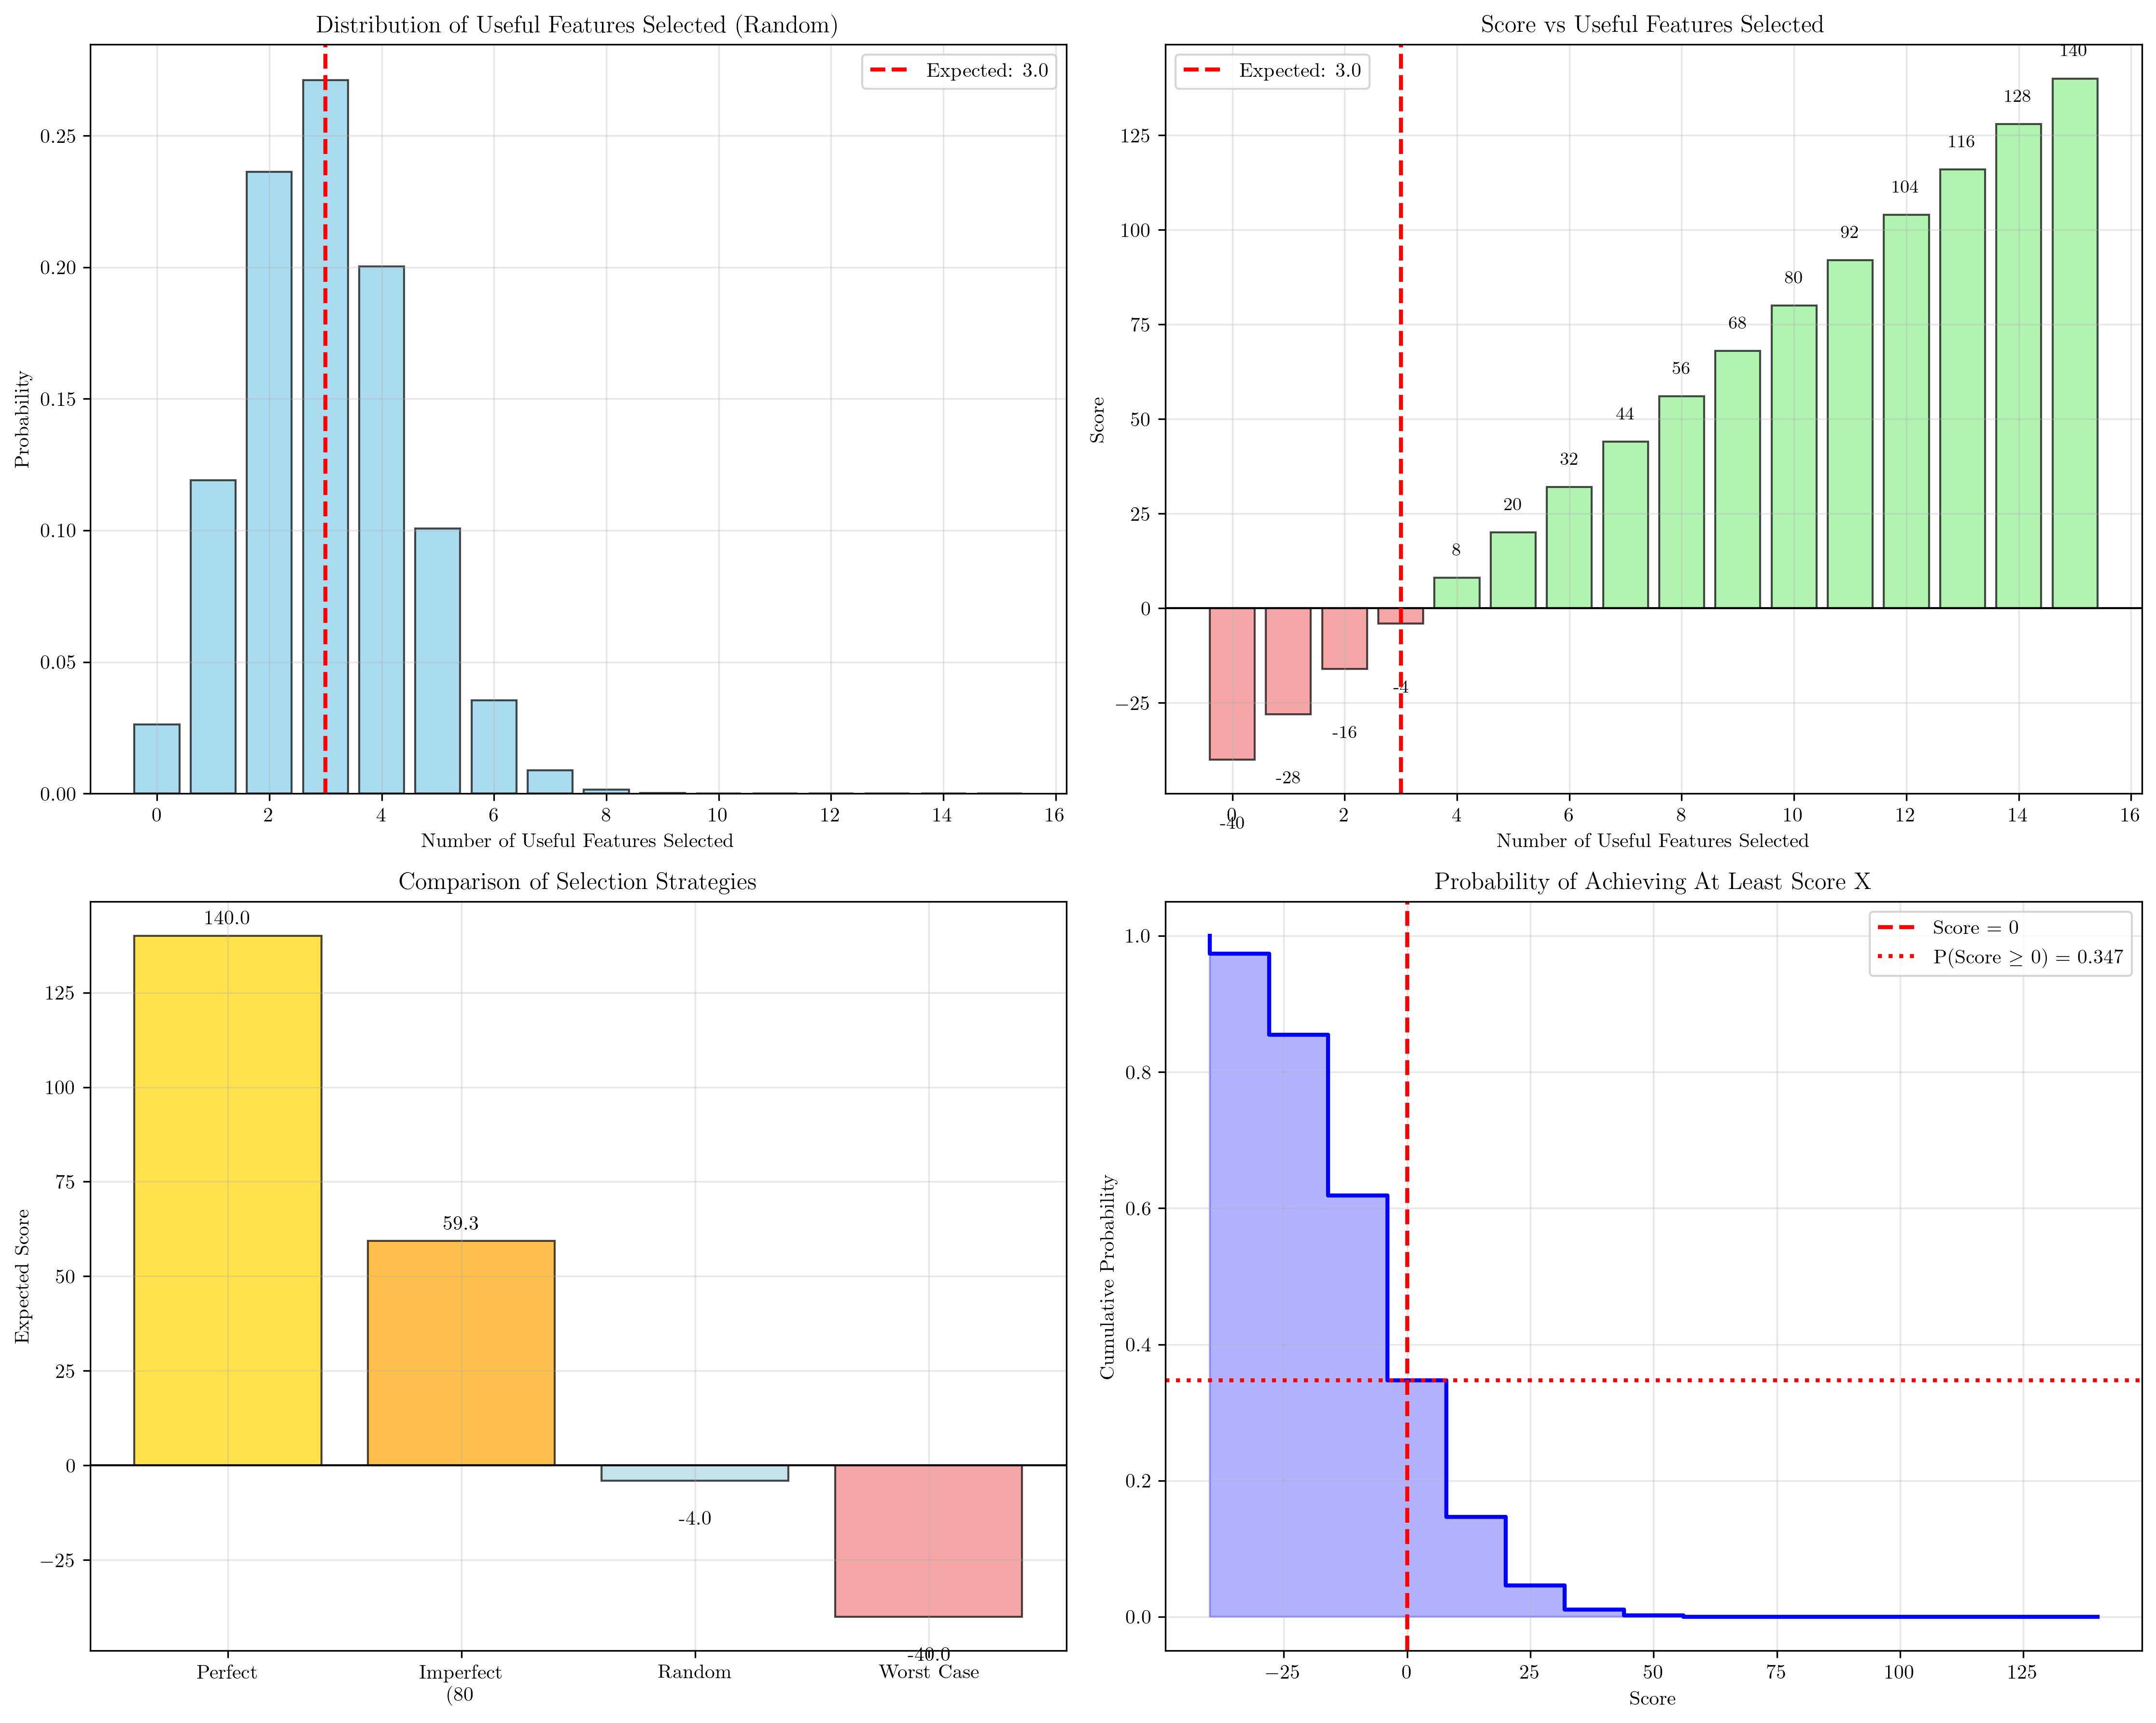 Distribution of Useful Features Selected (Random)
Expected: 3.0
Probability
0.25
0.20
0.15
0.10
0.05
0.00
0 2 4 6 8 10 12 14 16
Number of Useful Features Selected
Score vs Useful Features Selected
Expected: 3.0
Score
125
100
75
50
25
0
−25
-40
-28
-16
-4
8
20
32
44
56
68
80
92
104
116
128
140
0 2 4 6 8 10 12 14 16
Number of Useful Features Selected
Comparison of Selection Strategies
Expected Score
125
100
75
50
25
0
−25
140.0
59.3
-4.0
-40.0
Perfect
Imperfect
(80
Random
Worst Case
Probability of Achieving At Least Score X
Score = 0
P(Score ≥ 0) = 0.347
Cumulative Probability
1.0
0.8
0.6
0.4
0.2
0.0
−25 0 25 50 75 100 125
Score